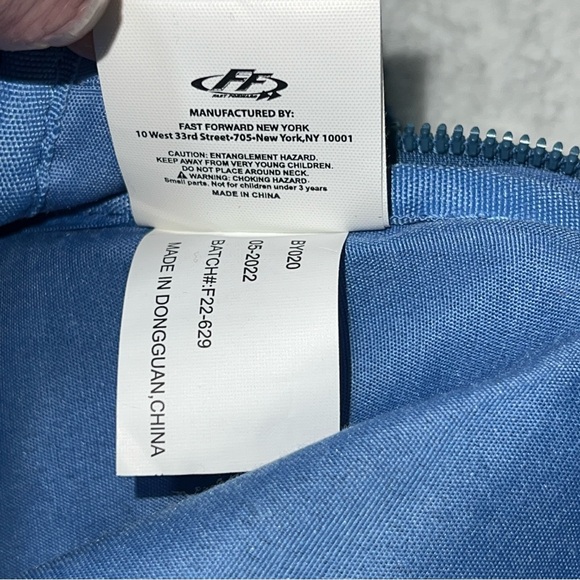 FF
FAST FORWARD
MANUFACTURED BY:
FAST FORWARD NEW YORK
10 West 33rd Street•705•New York,NY 10001
CAUTION: ENTANGLEMENT HAZARD.
KEEP AWAY FROM VERY YOUNG CHILDREN.
DO NOT PLACE AROUND NECK.
⚠ WARNING: CHOKING HAZARD.
Small parts. Not for children under 3 years
MADE IN CHINA
BY020
05-2022
BATCH#:F22-629
MADE IN DONGGUAN,CHINA